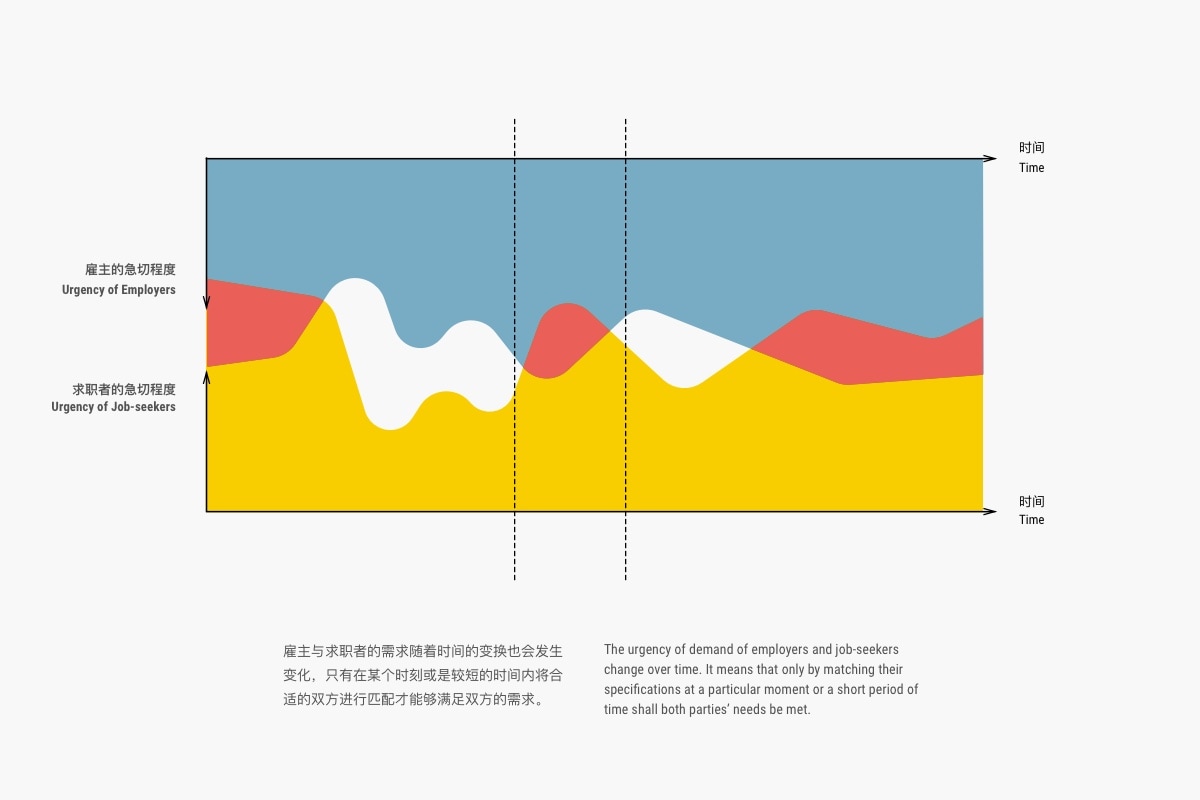 时间
Time
雇主的急切程度
Urgency of Employers
求职者的急切程度
Urgency of Job-seekers
时间
Time
雇主与求职者的需求随着时间的变换也会发生
变化，只有在某个时刻或是较短的时间内将合
适的双方进行匹配才能够满足双方的需求。
The urgency of demand of employers and job-seekers
change over time. It means that only by matching their
specifications at a particular moment or a short period of
time shall both parties’ needs be met.